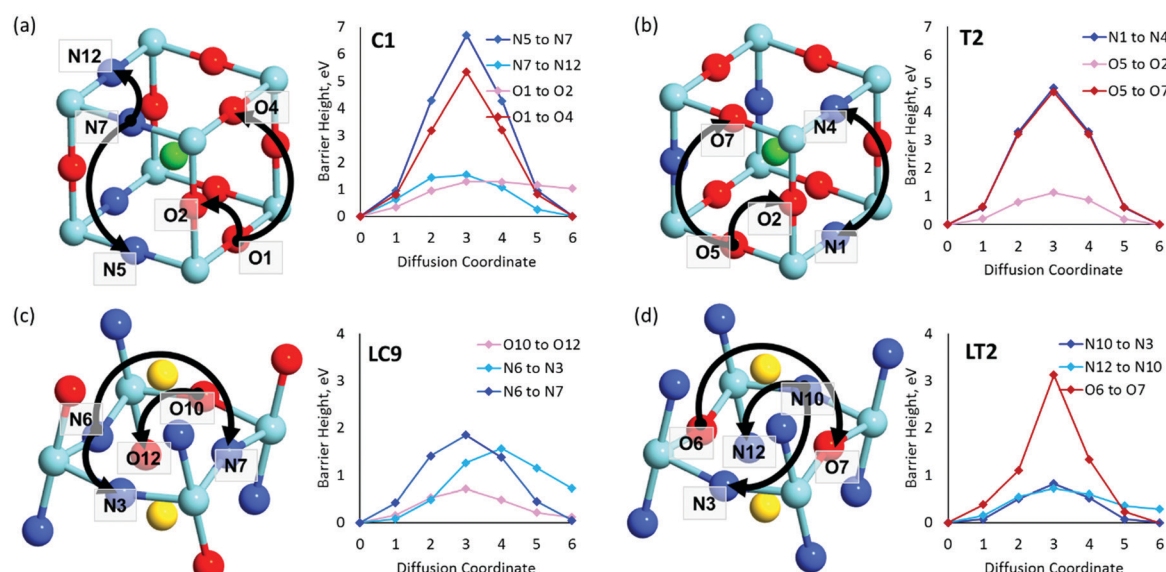 (a)
N12
N7
O4
O2
N5
O1
C1
N5 to N7
N7 to N12
O1 to O2
O1 to O4
Barrier Height, eV
7
6
5
4
3
2
1
0
0 1 2 3 4 5 6
Diffusion Coordinate
(b)
O7
N4
O2
O5
N1
T2
N1 to N4
O5 to O2
O5 to O7
Barrier Height, eV
7
6
5
4
3
2
1
0
0 1 2 3 4 5 6
Diffusion Coordinate
(c)
N6
O10
O12
N7
N3
LC9
O10 to O12
N6 to N3
N6 to N7
Barrier Height, eV
4
3
2
1
0
0 1 2 3 4 5 6
Diffusion Coordinate
(d)
O6
N10
N12
O7
N3
LT2
N10 to N3
N12 to N10
O6 to O7
Barrier Height, eV
4
3
2
1
0
0 1 2 3 4 5 6
Diffusion Coordinate